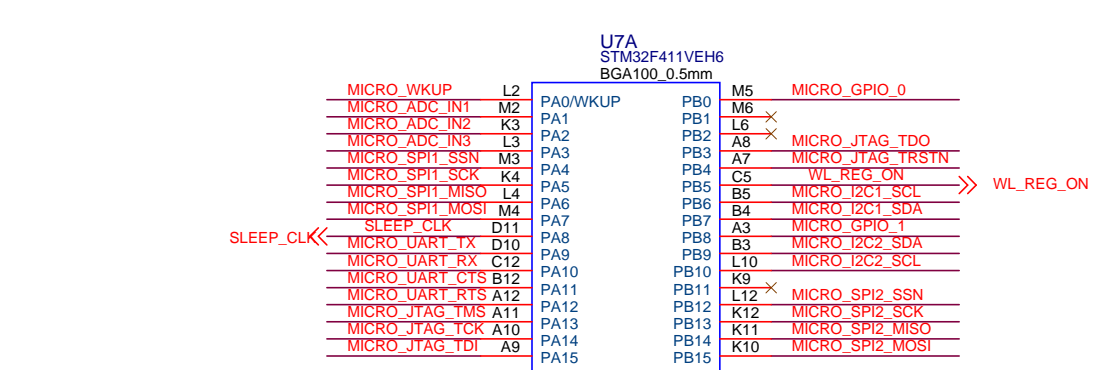 U7A
STM32F411VEH6
BGA100_0.5mm
MICRO_WKUP L2 PA0/WKUP PB0 M5 MICRO_GPIO_0
MICRO_ADC_IN1 M2 PA1 PB1 M6
MICRO_ADC_IN2 K3 PA2 PB2 L6
MICRO_ADC_IN3 L3 PA3 PB3 A8 MICRO_JTAG_TDO
MICRO_SPI1_SSN M3 PA4 PB4 A7 MICRO_JTAG_TRSTN
MICRO_SPI1_SCK K4 PA5 PB5 C5 WL_REG_ON WL_REG_ON
MICRO_SPI1_MISO L4 PA6 PB6 B5 MICRO_I2C1_SCL
MICRO_SPI1_MOSI M4 PA7 PB7 B4 MICRO_I2C1_SDA
SLEEP_CLK SLEEP_CLK D11 PA8 PB8 A3 MICRO_GPIO_1
MICRO_UART_TX D10 PA9 PB9 B3 MICRO_I2C2_SDA
MICRO_UART_RX C12 PA10 PB10 L10 MICRO_I2C2_SCL
MICRO_UART_CTS B12 PA11 PB11 K9
MICRO_UART_RTS A12 PA12 PB12 L12 MICRO_SPI2_SSN
MICRO_JTAG_TMS A11 PA13 PB13 K12 MICRO_SPI2_SCK
MICRO_JTAG_TCK A10 PA14 PB14 K11 MICRO_SPI2_MISO
MICRO_JTAG_TDI A9 PA15 PB15 K10 MICRO_SPI2_MOSI